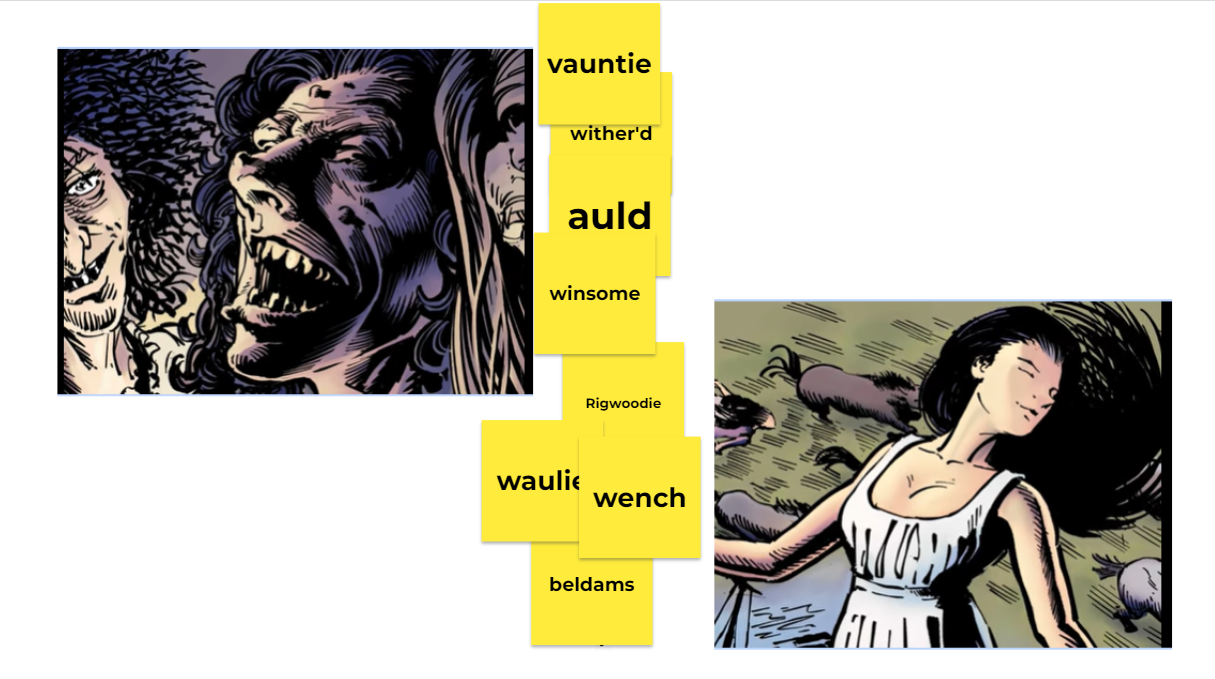 vauntie
wither'd
auld
winsome
Rigwoodie
waulie
wench
beldams